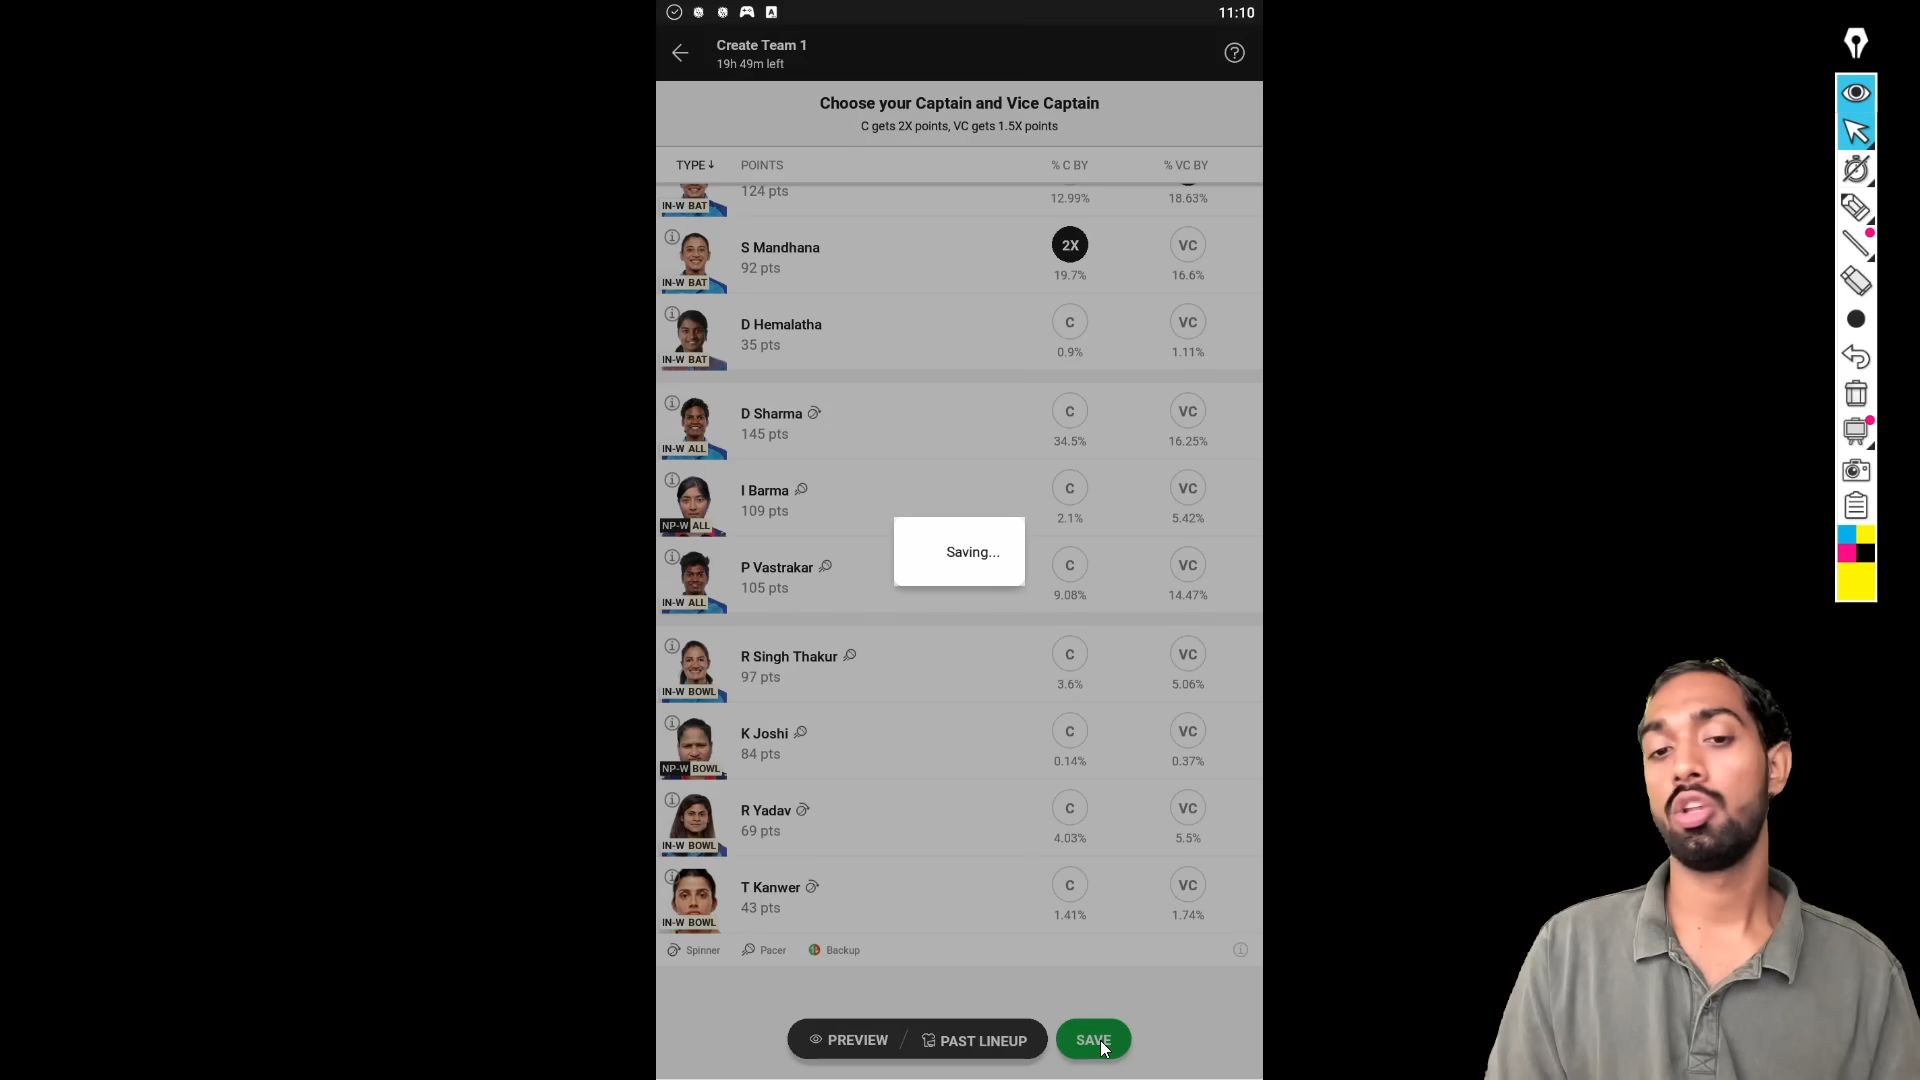 11:10
Create Team 1
19h 49m left
Choose your Captain and Vice Captain
C gets 2X points, VC gets 1.5X points
TYPE↓ POINTS % C BY % VC BY
124 pts 12.99% 18.63%
IN-W BAT
S Mandhana 2X VC
92 pts 19.7% 16.6%
IN-W BAT
D Hemalatha C VC
35 pts 0.9% 1.11%
IN-W BAT
D Sharma C VC
145 pts 34.5% 16.25%
IN-W ALL
I Barma C VC
109 pts 2.1% 5.42%
NP-W ALL
Saving...
P Vastrakar C VC
105 pts 9.08% 14.47%
IN-W ALL
R Singh Thakur C VC
97 pts 3.6% 5.06%
IN-W BOWL
K Joshi C VC
84 pts 0.14% 0.37%
NP-W BOWL
R Yadav C VC
69 pts 4.03% 5.5%
IN-W BOWL
T Kanwer C VC
43 pts 1.41% 1.74%
IN-W BOWL
Spinner Pacer Backup
PREVIEW / PAST LINEUP SAVE